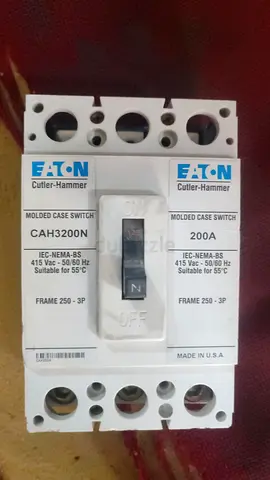 EATON
Cutler-Hammer
MOLDED CASE SWITCH
CAH3200N
IEC-NEMA-BS
415 Vac - 50/60 Hz
Suitable for 55°C
FRAME 250 - 3P
ON
OFF
EATON
Cutler-Hammer
MOLDED CASE SWITCH
200A
IEC-NEMA-BS
415 Vac - 50/60 Hz
Suitable for 55°C
FRAME 250 - 3P
MADE IN U.S.A
dubizzle